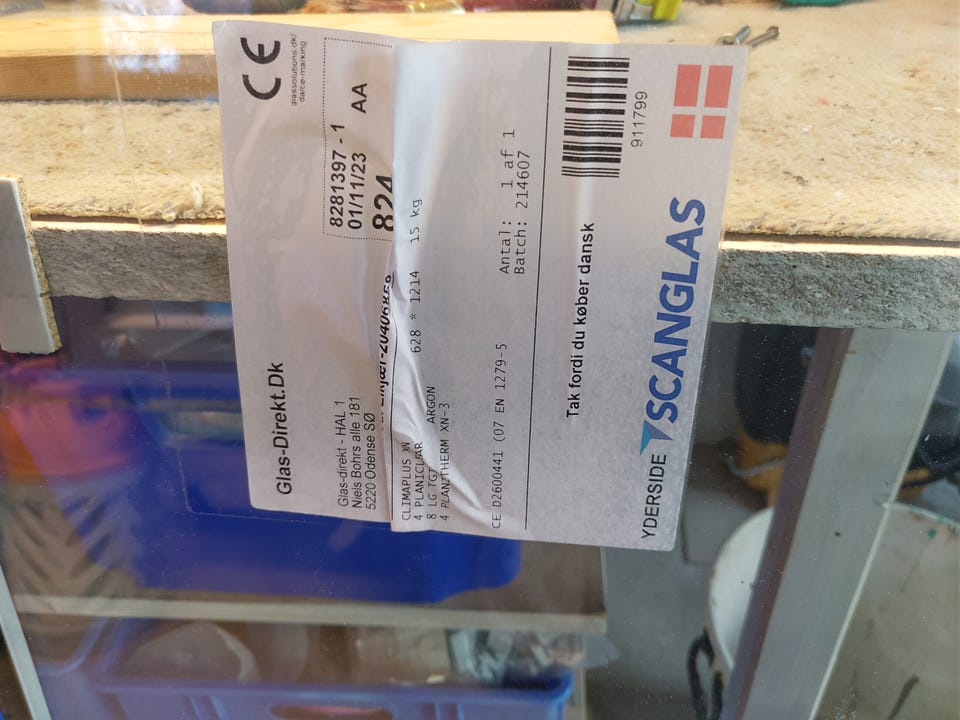 CE
glassolutions.dk/
da/ce-marking
8281397 - 1
01/11/23 AA
824
Glas-Direkt.Dk
Glas-direkt - HAL 1
Niels Bohrs alle 181
5220 Odense SØ
CLIMAPLUS XN
4 PLANICLEAR 628 * 1214 15 kg
8 LG TGT ARGON
4 PLANITHERM XN-3
Antal: 1 af 1
Batch: 214607
CE D2600441 (07 EN 1279-5
Tak fordi du køber dansk
911799
YDERSIDE SCANGLAS